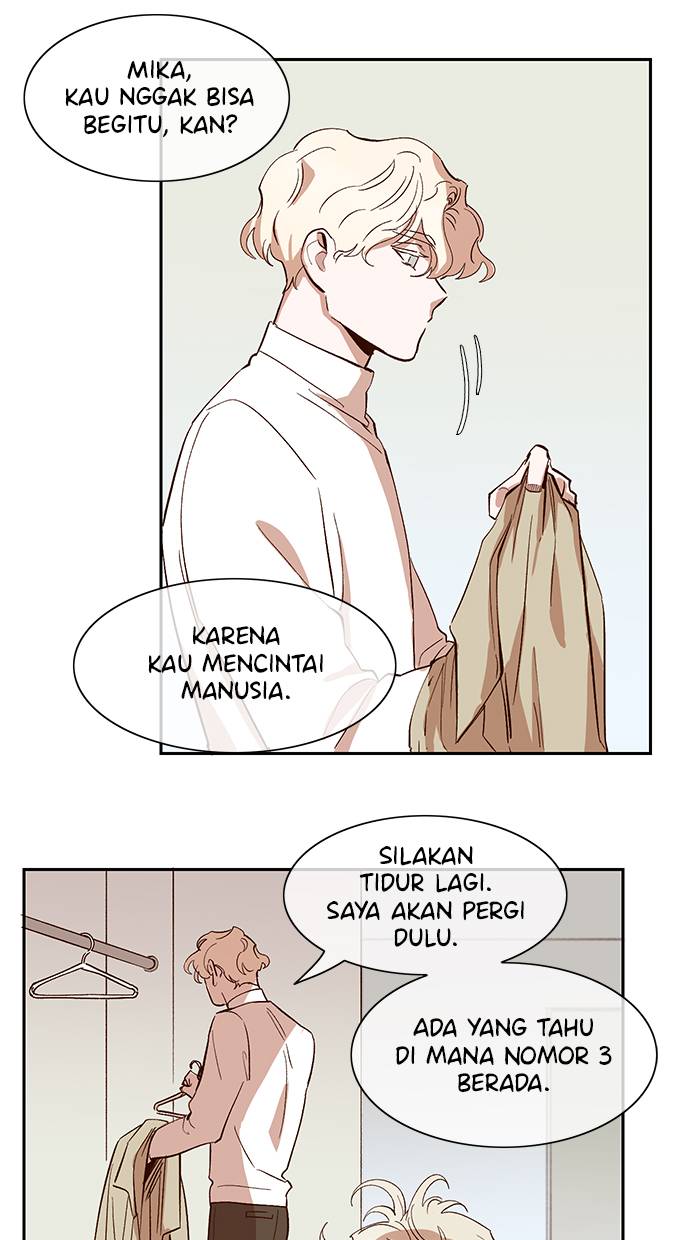 MIKA,
KAU NGGAK BISA
BEGITU, KAN?
KARENA
KAU MENCINTAI
MANUSIA.
SILAKAN
TIDUR LAGI.
SAYA AKAN PERGI
DULU.
ADA YANG TAHU
DI MANA NOMOR 3
BERADA.